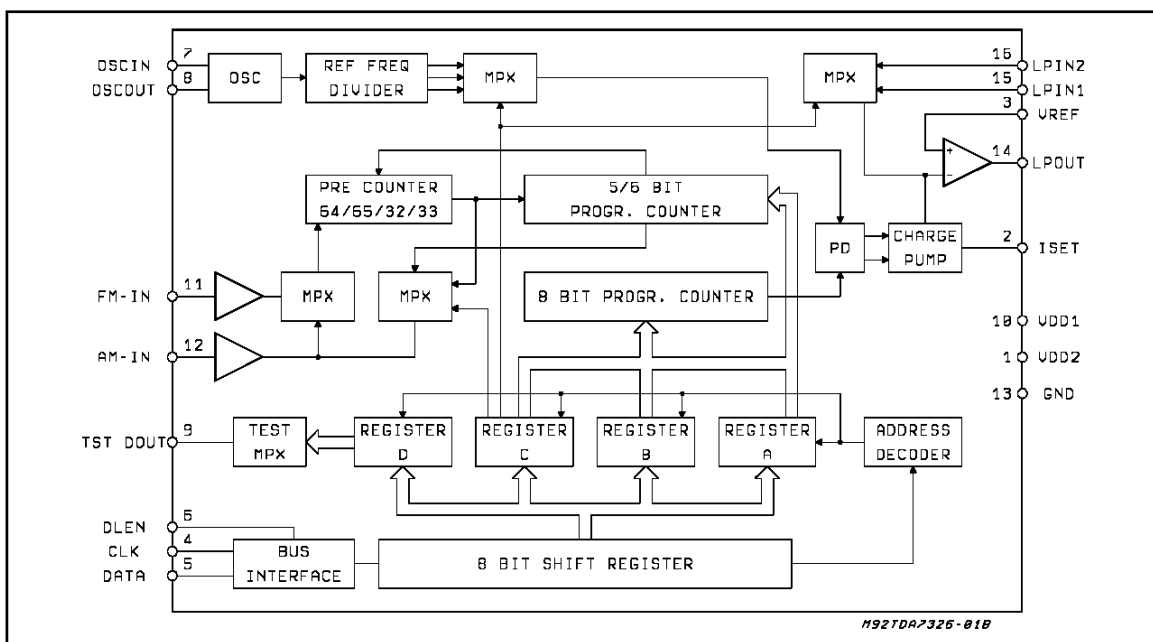 7
OSCIN
8
OSCOUT
OSC
REF FREQ
DIVIDER
MPX
MPX
16
LPIN2
15
LPIN1
3
VREF
+
-
14
LPOUT
PRE COUNTER
64/65/32/33
5/6 BIT
PROGR. COUNTER
PD
CHARGE
PUMP
2
ISET
11
FM-IN
MPX
MPX
8 BIT PROGR. COUNTER
10
VDD1
12
AM-IN
1
VDD2
13
GND
9
TST DOUT
TEST
MPX
REGISTER
D
REGISTER
C
REGISTER
B
REGISTER
A
ADDRESS
DECODER
6
DLEN
4
CLK
5
DATA
BUS
INTERFACE
8 BIT SHIFT REGISTER
M92TDA7326-01B